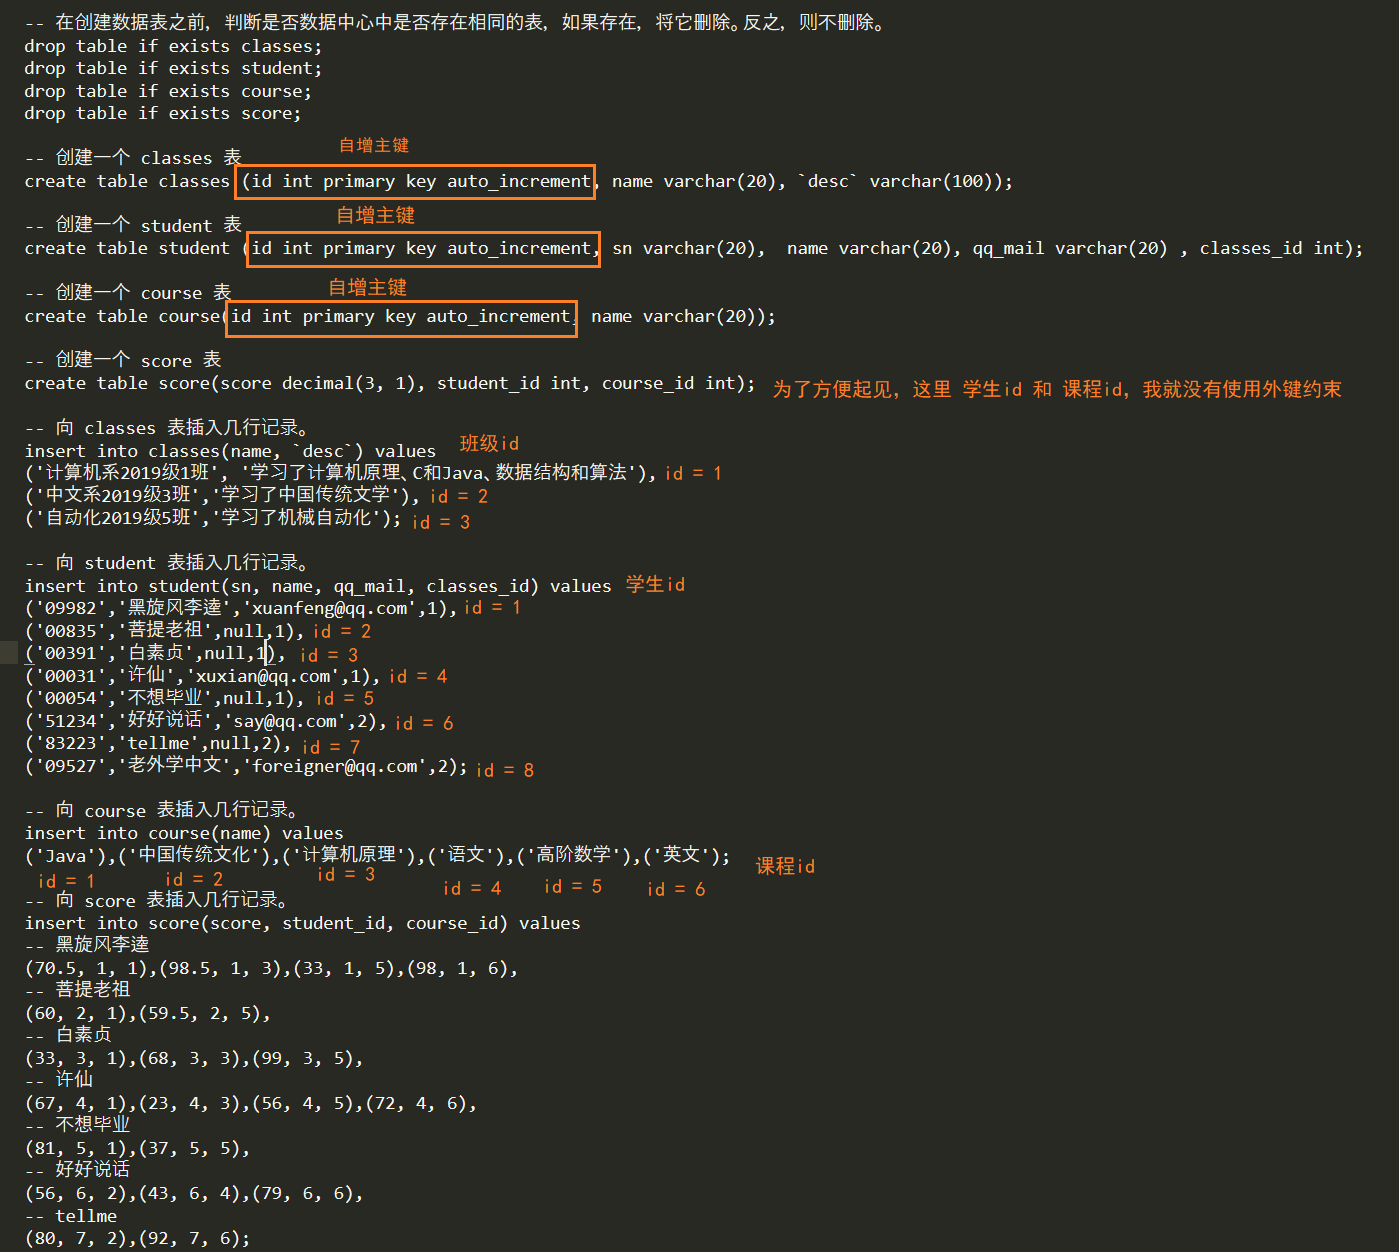 -- 在创建数据表之前，判断是否数据中心中是否存在相同的表，如果存在，将它删除。反之，则不删除。
drop table if exists classes;
drop table if exists student;
drop table if exists course;
drop table if exists score;
自增主键
-- 创建一个 classes 表
create table classes (id int primary key auto_increment, name varchar(20), `desc` varchar(100));
自增主键
-- 创建一个 student 表
create table student (id int primary key auto_increment, sn varchar(20),  name varchar(20), qq_mail varchar(20) , classes_id int);
自增主键
-- 创建一个 course 表
create table course(id int primary key auto_increment, name varchar(20));
-- 创建一个 score 表
create table score(score decimal(3, 1), student_id int, course_id int); 为了方便起见，这里 学生id 和 课程id，我就没有使用外键约束
-- 向 classes 表插入几行记录。
insert into classes(name, `desc`) values 班级id
('计算机系2019级1班', '学习了计算机原理、C和Java、数据结构和算法'), id = 1
('中文系2019级3班','学习了中国传统文学'), id = 2
('自动化2019级5班','学习了机械自动化'); id = 3
-- 向 student 表插入几行记录。
insert into student(sn, name, qq_mail, classes_id) values 学生id
('09982','黑旋风李逵','xuanfeng@qq.com',1), id = 1
('00835','菩提老祖',null,1), id = 2
('00391','白素贞',null,1), id = 3
('00031','许仙','xuxian@qq.com',1), id = 4
('00054','不想毕业',null,1), id = 5
('51234','好好说话','say@qq.com',2), id = 6
('83223','tellme',null,2), id = 7
('09527','老外学中文','foreigner@qq.com',2); id = 8
-- 向 course 表插入几行记录。
insert into course(name) values
('Java'),('中国传统文化'),('计算机原理'),('语文'),('高阶数学'),('英文'); 课程id
id = 1 id = 2 id = 3 id = 4 id = 5 id = 6
-- 向 score 表插入几行记录。
insert into score(score, student_id, course_id) values
-- 黑旋风李逵
(70.5, 1, 1),(98.5, 1, 3),(33, 1, 5),(98, 1, 6),
-- 菩提老祖
(60, 2, 1),(59.5, 2, 5),
-- 白素贞
(33, 3, 1),(68, 3, 3),(99, 3, 5),
-- 许仙
(67, 4, 1),(23, 4, 3),(56, 4, 5),(72, 4, 6),
-- 不想毕业
(81, 5, 1),(37, 5, 5),
-- 好好说话
(56, 6, 2),(43, 6, 4),(79, 6, 6),
-- tellme
(80, 7, 2),(92, 7, 6);